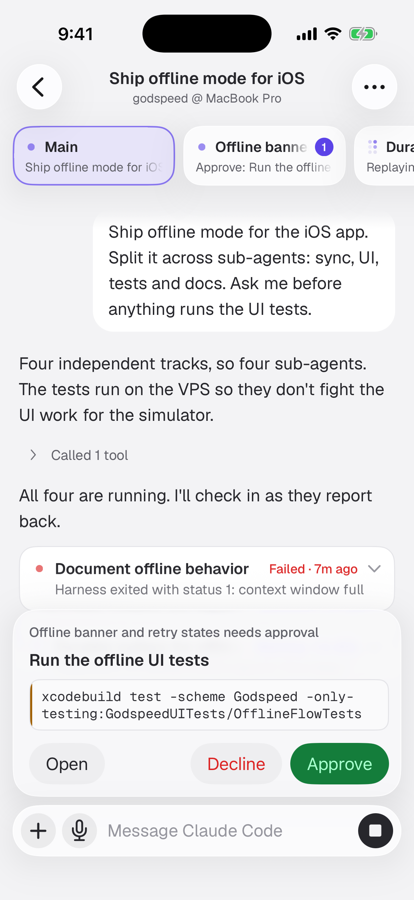 9:41
Ship offline mode for iOS
godspeed @ MacBook Pro
Main
Ship offline mode for iOS
Offline banne
1
Approve: Run the offline
Dura
Replayin
Ship offline mode for the iOS app.
Split it across sub-agents: sync, UI,
tests and docs. Ask me before
anything runs the UI tests.
Four independent tracks, so four sub-agents.
The tests run on the VPS so they don't fight the
UI work for the simulator.
Called 1 tool
All four are running. I'll check in as they report
back.
Document offline behavior
Failed · 7m ago
Harness exited with status 1: context window full
Offline banner and retry states needs approval
Run the offline UI tests
xcodebuild test -scheme Godspeed -only-
testing:GodspeedUITests/OfflineFlowTests
Open
Decline
Approve
Message Claude Code